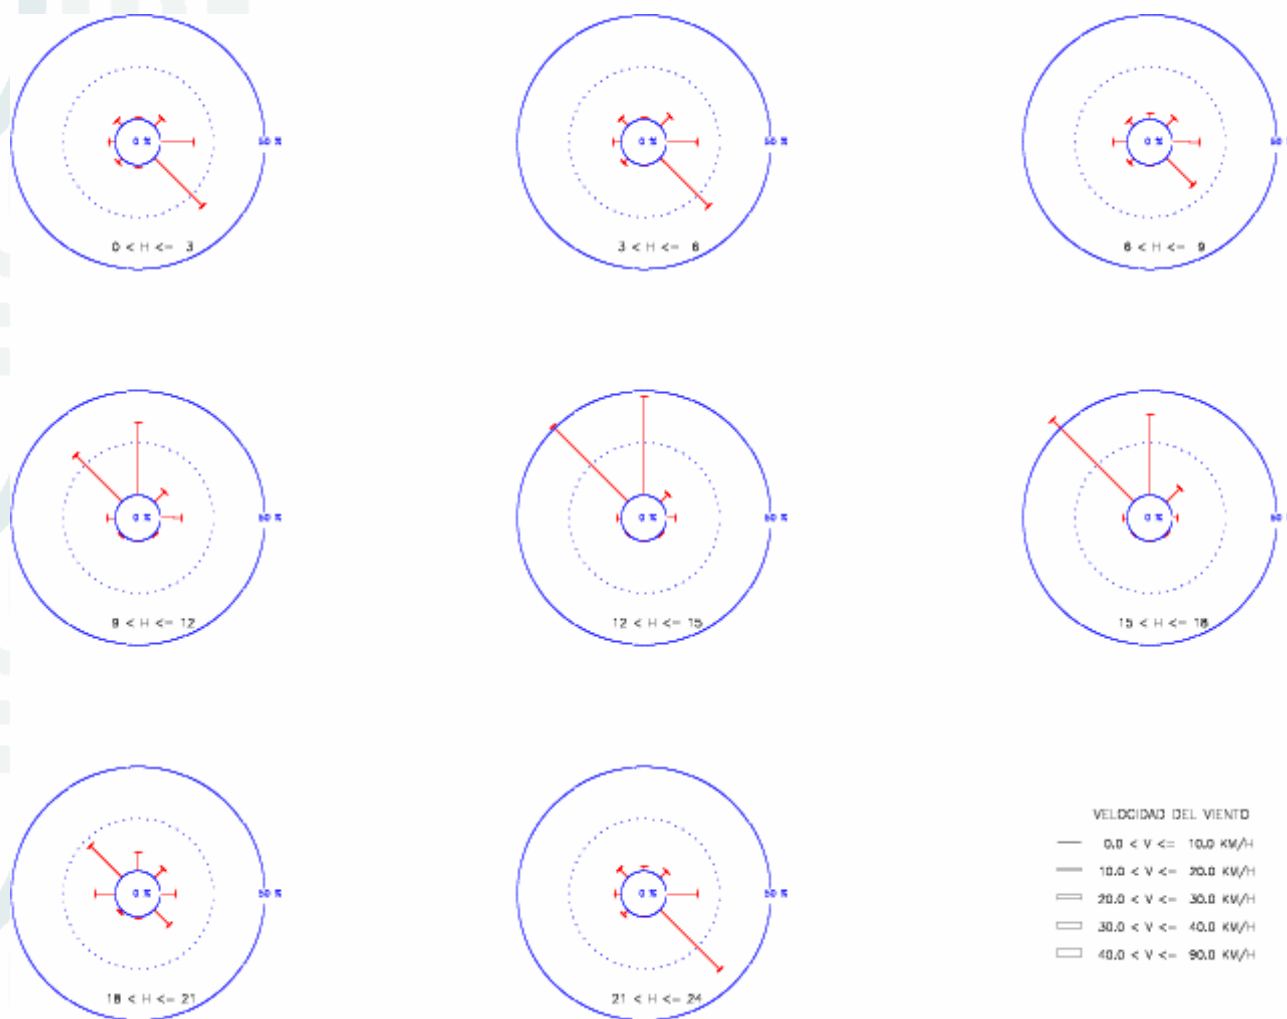 0 % 50 %
0 < H <= 3
0 % 50 %
3 < H <= 6
0 % 50
6 < H <= 9
0 % 50 %
9 < H <= 12
0 % 50 %
12 < H <= 15
0 % 50
15 < H <= 18
0 % 50 %
18 < H <= 21
0 % 50 %
21 < H <= 24
VELOCIDAD DEL VIENTO
0.0 < V <= 10.0 KM/H
10.0 < V <= 20.0 KM/H
20.0 < V <= 30.0 KM/H
30.0 < V <= 40.0 KM/H
40.0 < V <= 90.0 KM/H